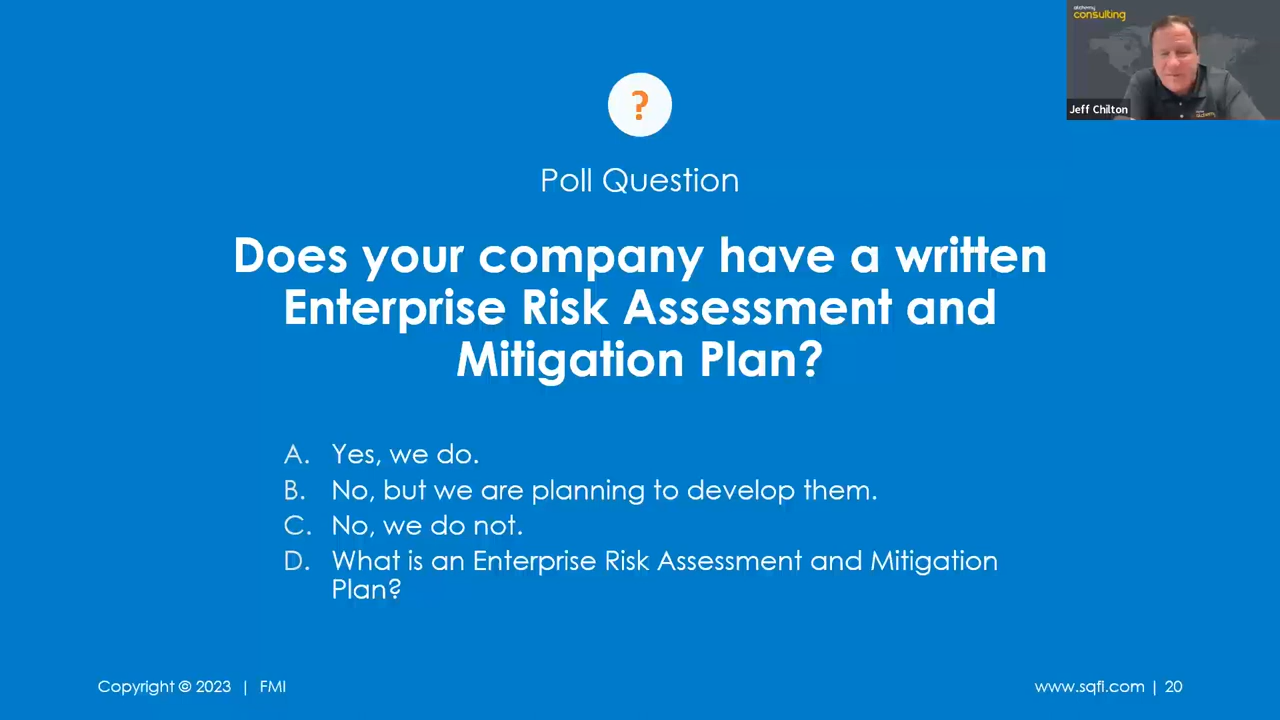 alchemy
consulting
Jeff Chilton
alchemy
?
Poll Question
Does your company have a written
Enterprise Risk Assessment and
Mitigation Plan?
A. Yes, we do.
B. No, but we are planning to develop them.
C. No, we do not.
D. What is an Enterprise Risk Assessment and Mitigation
Plan?
Copyright © 2023 | FMI
www.sqfi.com | 20